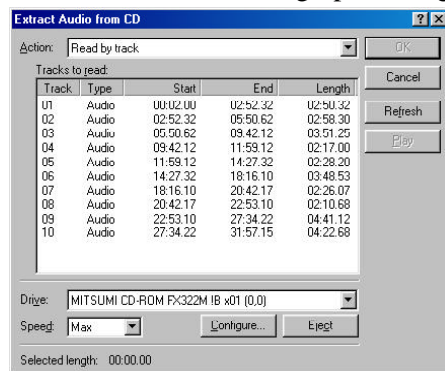 Extract Audio from CD
Action: Read by track
OK
Tracks to read:
Cancel
Track Type Start End Length
01 Audio 00:02.00 02:52.32 02:50.32
02 Audio 02:52.32 05:50.62 02:58.30
Refresh
03 Audio 05:50.62 09:42.12 03:51.25
04 Audio 09:42.12 11:59.12 02:17.00
Play
05 Audio 11:59.12 14:27.32 02:28.20
06 Audio 14:27.32 18:16.10 03:48.53
07 Audio 18:16.10 20:42.17 02:26.07
08 Audio 20:42.17 22:53.10 02:10.68
09 Audio 22:53.10 27:34.22 04:41.12
10 Audio 27:34.22 31:57.15 04:22.68
Drive: MITSUMI CD-ROM FX322M !B x01 (0,0)
Speed: Max Configure... Eject
Selected length: 00:00.00